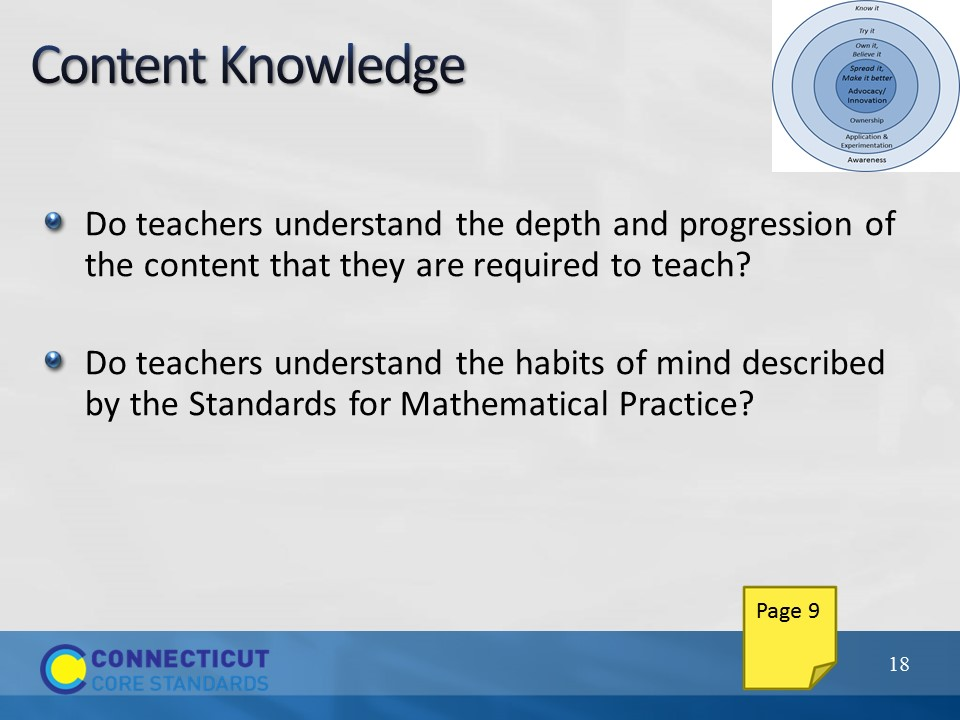 Content Knowledge
Know it
Try it
Own it,
Believe it
Spread it,
Make it better
Advocacy/
Innovation
Ownership
Application &
Experimentation
Awareness
Do teachers understand the depth and progression of
the content that they are required to teach?
Do teachers understand the habits of mind described
by the Standards for Mathematical Practice?
Page 9
CONNECTICUT
CORE STANDARDS
18